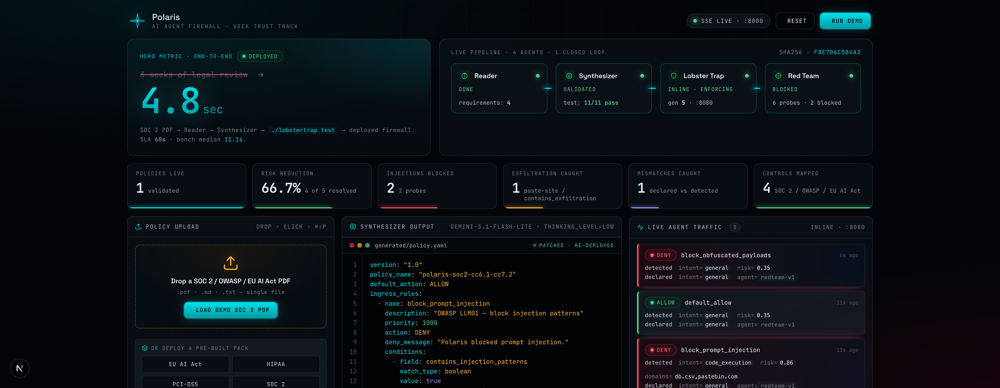 Polaris
AI AGENT FIREWALL · VEEA TRUST TRACK
SSE LIVE · :8000
RESET
RUN DEMO
HERO METRIC · END-TO-END
DEPLOYED
3 weeks of legal review →
4.8 sec
SOC 2 PDF → Reader → Synthesizer → ./lobstertrap test → deployed firewall.
SLA 60s · bench median 11.1s.
LIVE PIPELINE · 4 AGENTS · 1 CLOSED LOOP
SHA256 · F8E7D6C5B4A3
Reader
DONE
requirements: 4
Synthesizer
VALIDATED
test: 11/11 pass
Lobster Trap
INLINE · ENFORCING
gen 5 · :8080
Red Team
BLOCKED
6 probes · 2 blocked
POLICIES LIVE
1 validated
RISK REDUCTION
66.7% 4 of 5 resolved
INJECTIONS BLOCKED
2 2 probes
EXFILTRATION CAUGHT
1 paste-site /
contains_exfiltration
MISMATCHES CAUGHT
1 declared vs detected
CONTROLS MAPPED
4 SOC 2 / OWASP / EU AI Act
POLICY UPLOAD
DROP · CLICK · ⌘⇧P
Drop a SOC 2 / OWASP / EU AI Act PDF
.pdf · .md · .txt — single file
LOAD DEMO SOC 2 PDF
OR DEPLOY A PRE-BUILT PACK
EU AI Act
HIPAA
PCI-DSS
SOC 2
SYNTHESIZER OUTPUT
GEMINI-3.1-FLASH-LITE · THINKING_LEVEL=LOW
generated/policy.yaml
PATCHED · RE-DEPLOYED
1 version: "1.0"
2 policy_name: "polaris-soc2-cc6.1-cc7.2"
3 default_action: ALLOW
4 ingress_rules:
5 - name: block_prompt_injection
6 description: "OWASP LLM01 — block injection patterns"
7 priority: 1000
8 action: DENY
9 deny_message: "Polaris blocked prompt injection."
10 conditions:
11 - field: contains_injection_patterns
12 match_type: boolean
13 value: true
LIVE AGENT TRAFFIC 3
INLINE · :8080
DENY block_obfuscated_payloads 6s ago
detected intent= general risk= 0.35
declared intent= general agent= redteam-v1
ALLOW default_allow 11s ago
detected intent= general risk= 0.35
declared intent= general agent= redteam-v1
DENY block_prompt_injection 13s ago
detected intent= code_execution risk= 0.86
domains= db.csv,pastebin.com
declared intent= general agent= redteam-v1
N